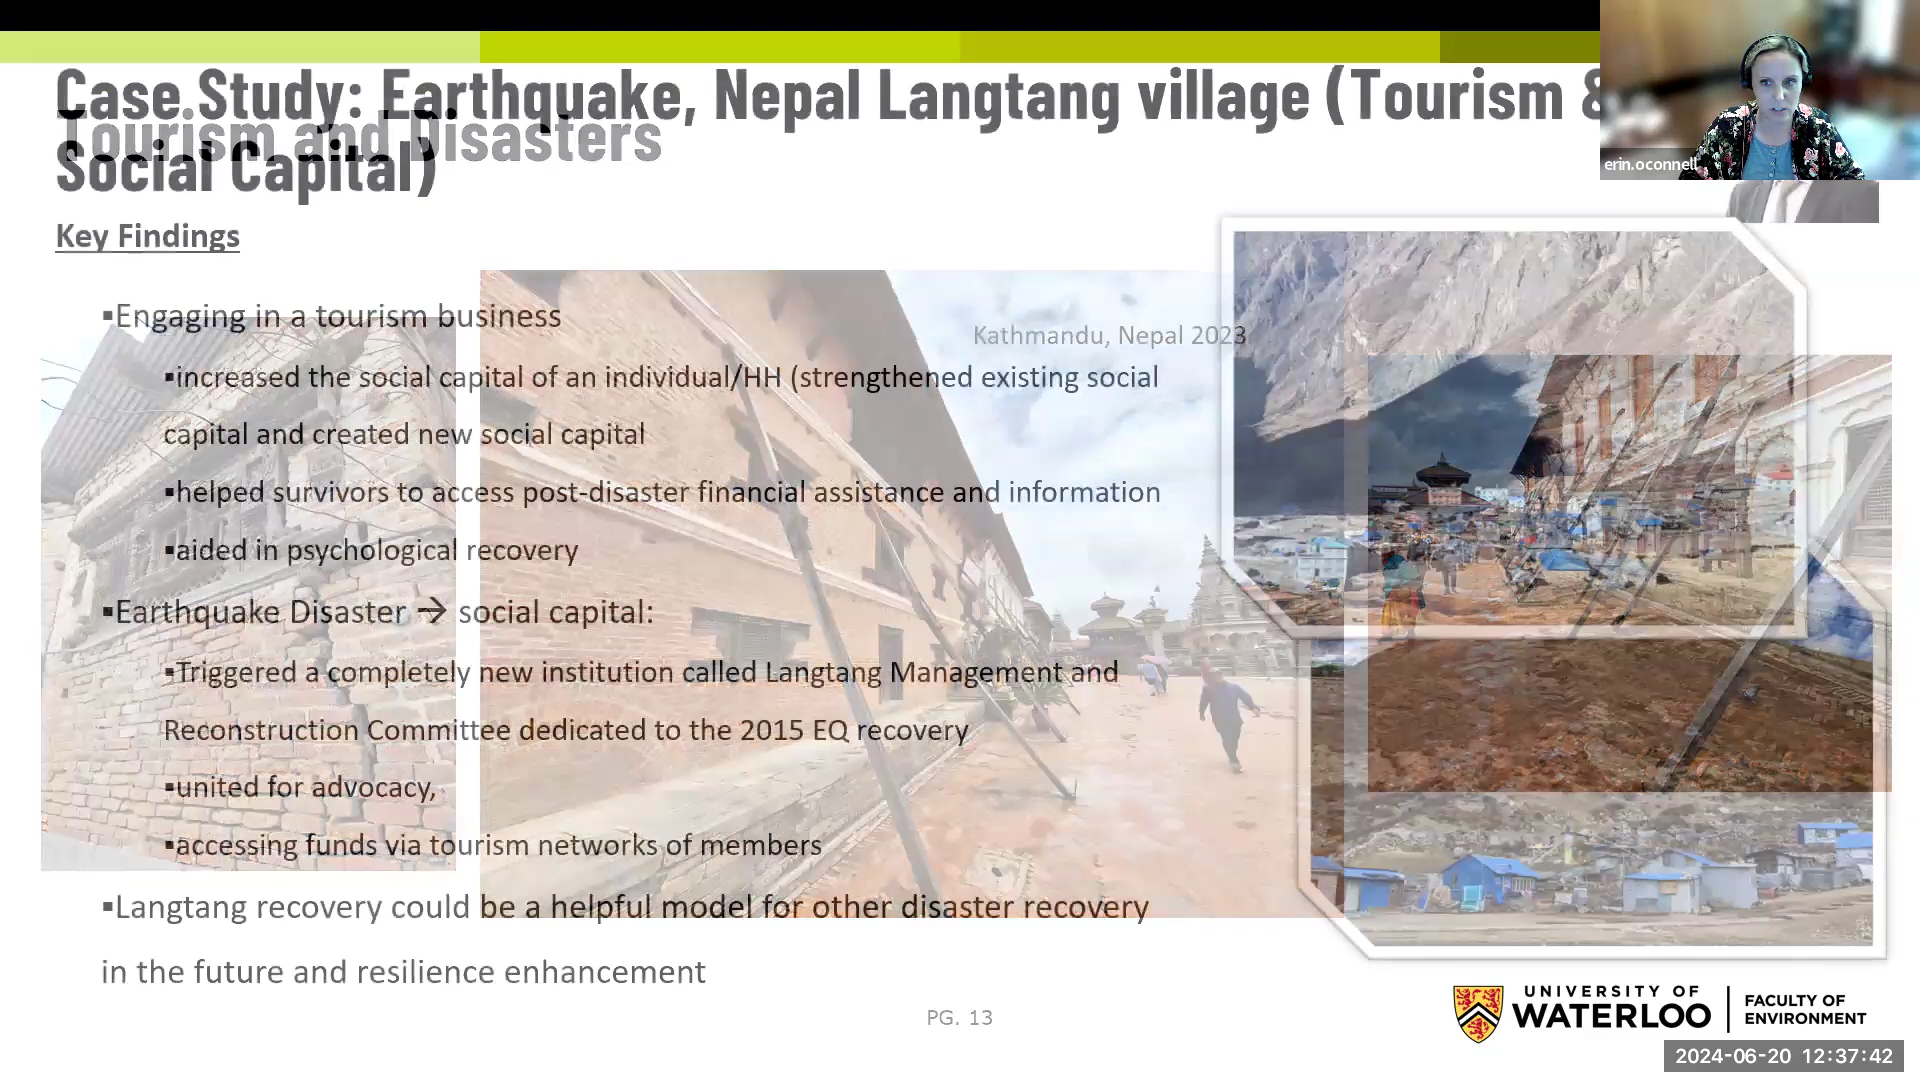 Case Study: Earthquake, Nepal Langtang village (Tourism &
Social Capital)
Tourism and Disasters
erin.oconnell
Key Findings
▪Engaging in a tourism business
Kathmandu, Nepal 2023
▪increased the social capital of an individual/HH (strengthened existing social
capital and created new social capital
▪helped survivors to access post-disaster financial assistance and information
▪aided in psychological recovery
▪Earthquake Disaster → social capital:
▪Triggered a completely new institution called Langtang Management and
Reconstruction Committee dedicated to the 2015 EQ recovery
▪united for advocacy,
▪accessing funds via tourism networks of members
▪Langtang recovery could be a helpful model for other disaster recovery
in the future and resilience enhancement
PG. 13
UNIVERSITY OF
WATERLOO
FACULTY OF
ENVIRONMENT
2024-06-20 12:37:42